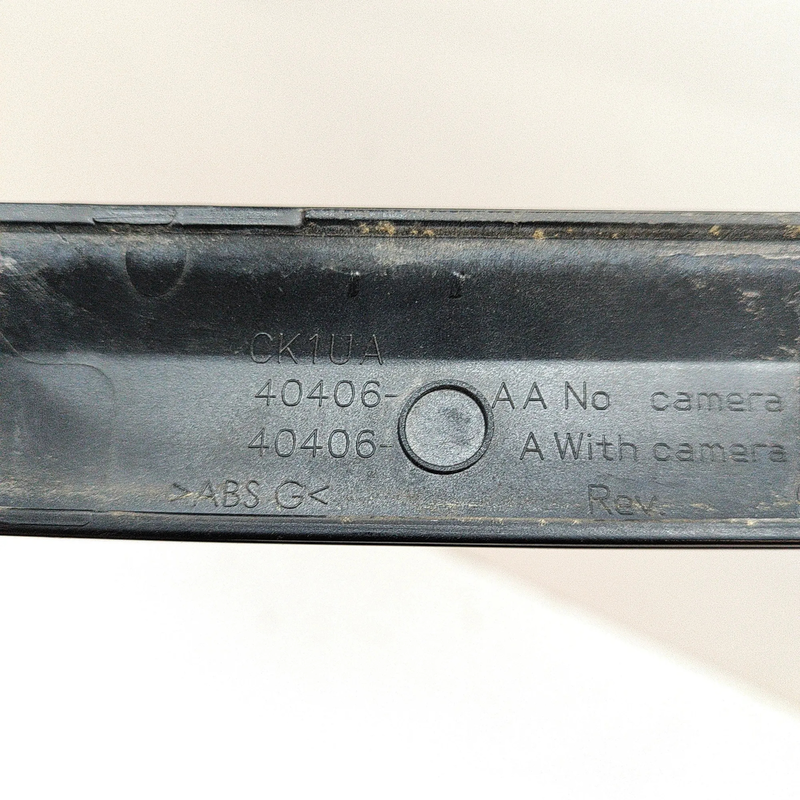 CK1UA
40406- AA No camera
40406- A With camera
>ABS G< Rev.